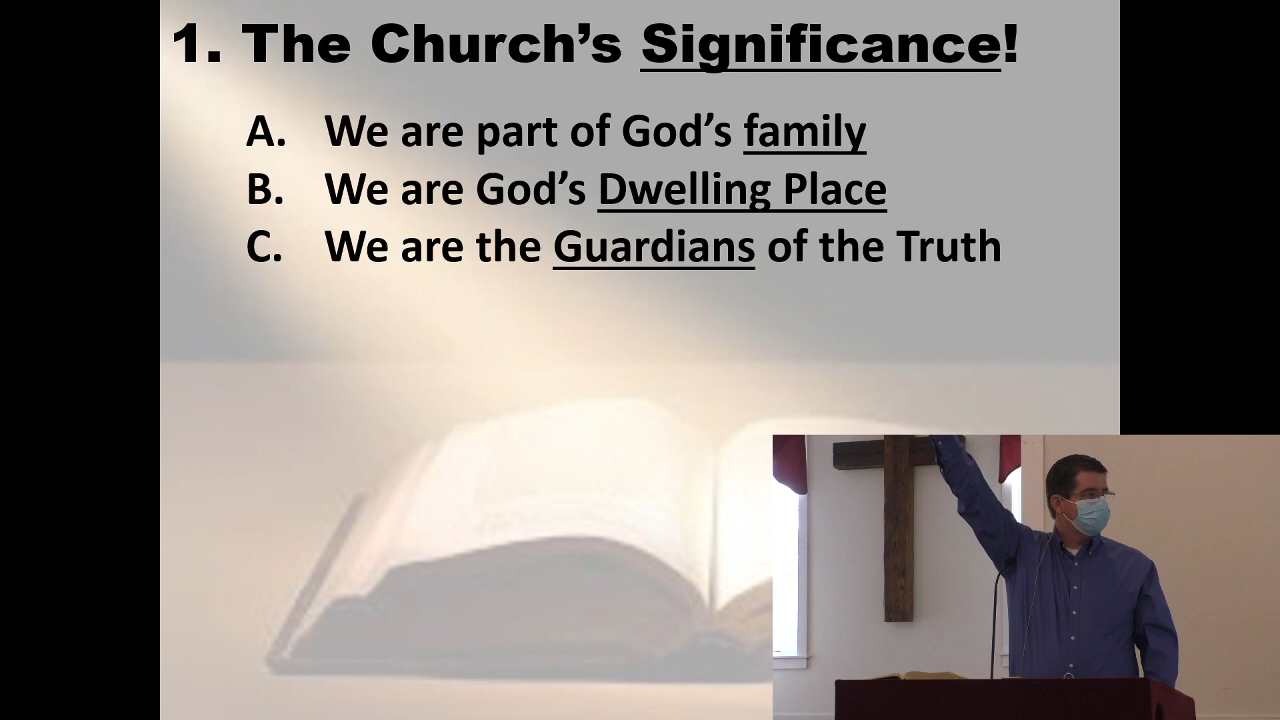 1. The Church’s Significance!
A. We are part of God’s family
B. We are God’s Dwelling Place
C. We are the Guardians of the Truth